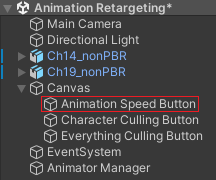 Animation Retargeting*
Main Camera
Directional Light
Ch14_nonPBR
Ch19_nonPBR
Canvas
Animation Speed Button
Character Culling Button
Everything Culling Button
EventSystem
Animator Manager